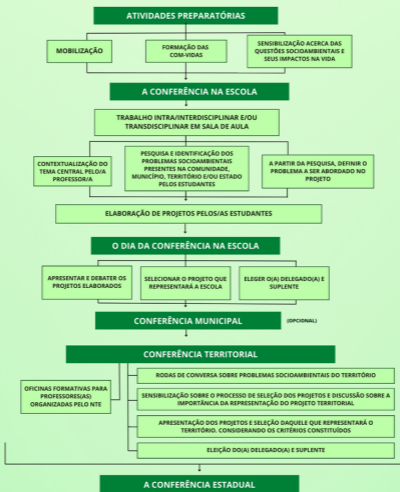 ATIVIDADES PREPARATÓRIAS
MOBILIZAÇÃO
FORMAÇÃO DAS
COM-VIDAS
SENSIBILIZAÇÃO ACERCA DAS
QUESTÕES SOCIOAMBIENTAIS E
SEUS IMPACTOS NA VIDA
A CONFERÊNCIA NA ESCOLA
TRABALHO INTRA/INTERDISCIPLINAR E/OU
TRANSDISCIPLINAR EM SALA DE AULA
CONTEXTUALIZAÇÃO DO
TEMA CENTRAL PELO/A
PROFESSOR/A
PESQUISA E IDENTIFICAÇÃO DOS
PROBLEMAS SOCIOAMBIENTAIS
PRESENTES NA COMUNIDADE,
MUNICÍPIO, TERRITÓRIO E/OU ESTADO
PELOS ESTUDANTES
A PARTIR DA PESQUISA, DEFINIR O
PROBLEMA A SER ABORDADO NO
PROJETO
ELABORAÇÃO DE PROJETOS PELOS/AS ESTUDANTES
O DIA DA CONFERÊNCIA NA ESCOLA
APRESENTAR E DEBATER OS
PROJETOS ELABORADOS
SELECIONAR O PROJETO QUE
REPRESENTARÁ A ESCOLA
ELEGER O(A) DELEGADO(A) E
SUPLENTE
CONFERÊNCIA MUNICIPAL
(OPCIONAL)
CONFERÊNCIA TERRITORIAL
OFICINAS FORMATIVAS PARA
PROFESSORES(AS)
ORGANIZADAS PELO NTE
RODAS DE CONVERSA SOBRE PROBLEMAS SOCIOAMBIENTAIS DO TERRITÓRIO
SENSIBILIZAÇÃO SOBRE O PROCESSO DE SELEÇÃO DOS PROJETOS E DISCUSSÃO SOBRE A
IMPORTÂNCIA DA REPRESENTAÇÃO DO PROJETO TERRITORIAL
APRESENTAÇÃO DOS PROJETOS E SELEÇÃO DAQUELE QUE REPRESENTARÁ O
TERRITÓRIO. CONSIDERANDO OS CRITÉRIOS CONSTITUÍDOS
ELEIÇÃO DO(A) DELEGADO(A) E SUPLENTE
A CONFERÊNCIA ESTADUAL